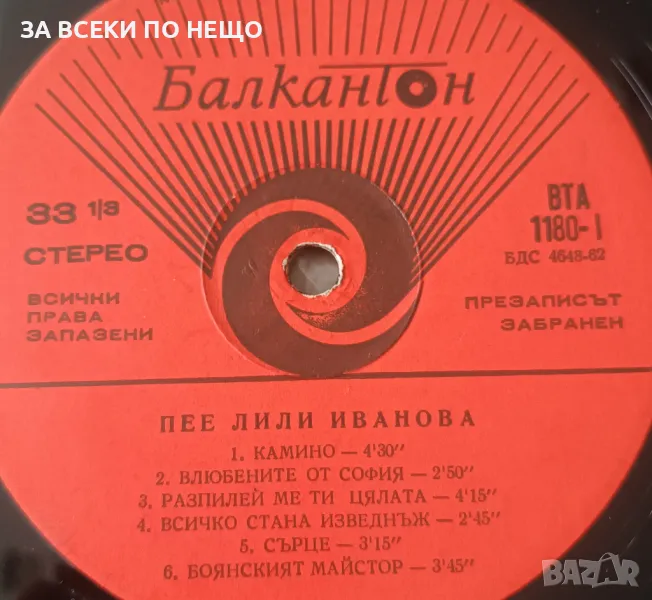 ЗА ВСЕКИ ПО НЕЩО
Балкантон
33 1/3
СТЕРЕО
ВСИЧКИ
ПРАВА
ЗАПАЗЕНИ
ВТА
1180-I
БДС 4648-62
ПРЕЗАПИСЪТ
ЗАБРАНЕН
ПЕЕ ЛИЛИ ИВАНОВА
1. КАМИНО — 4'30"
2. ВЛЮБЕНИТЕ ОТ СОФИЯ — 2'50"
3. РАЗПИЛЕЙ МЕ ТИ ЦЯЛАТА — 4'15"
4. ВСИЧКО СТАНА ИЗВЕДНЪЖ — 2'45"
5. СЪРЦЕ — 3'15"
6. БОЯНСКИЯТ МАЙСТОР — 3'45"
BAZAR